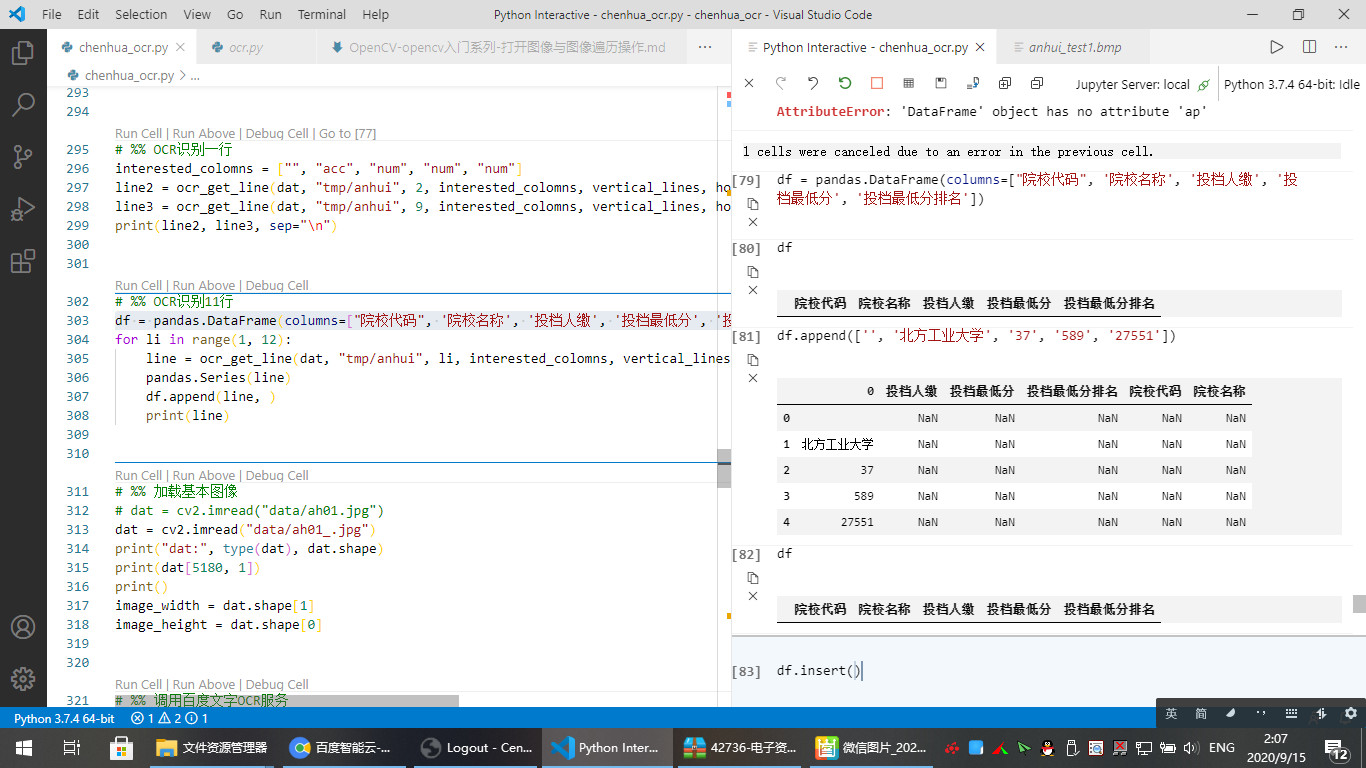 File Edit Selection View Go Run Terminal Help Python Interactive - chenhua_ocr.py - chenhua_ocr - Visual Studio Code
chenhua_ocr.py ocr.py OpenCV-opencv入门系列-打开图像与图像遍历操作.md ···
chenhua_ocr.py > ...
293
294
Run Cell | Run Above | Debug Cell | Go to [77]
295 # %% OCR识别一行
296 interested_colomns = ["", "acc", "num", "num", "num"]
297 line2 = ocr_get_line(dat, "tmp/anhui", 2, interested_colomns, vertical_lines, ho
298 line3 = ocr_get_line(dat, "tmp/anhui", 9, interested_colomns, vertical_lines, ho
299 print(line2, line3, sep="\n")
300
301
Run Cell | Run Above | Debug Cell
302 # %% OCR识别11行
303 df = pandas.DataFrame(columns=["院校代码", '院校名称', '投档人缴', '投档最低分', '投
304 for li in range(1, 12):
305 line = ocr_get_line(dat, "tmp/anhui", li, interested_colomns, vertical_lines
306 pandas.Series(line)
307 df.append(line, )
308 print(line)
309
310
Run Cell | Run Above | Debug Cell
311 # %% 加载基本图像
312 # dat = cv2.imread("data/ah01.jpg")
313 dat = cv2.imread("data/ah01_.jpg")
314 print("dat:", type(dat), dat.shape)
315 print(dat[5180, 1])
316 print()
317 image_width = dat.shape[1]
318 image_height = dat.shape[0]
319
320
Run Cell | Run Above | Debug Cell
321 # %% 调用百度文字OCR服务
Python Interactive - chenhua_ocr.py anhui_test1.bmp ···
Jupyter Server: local Python 3.7.4 64-bit: Idle
AttributeError: 'DataFrame' object has no attribute 'ap'
1 cells were canceled due to an error in the previous cell.
[79] df = pandas.DataFrame(columns=["院校代码", '院校名称', '投档人缴', '投
档最低分', '投档最低分排名'])
[80] df
院校代码 院校名称 投档人缴 投档最低分 投档最低分排名
[81] df.append(['', '北方工业大学', '37', '589', '27551'])
0 投档人缴 投档最低分 投档最低分排名 院校代码 院校名称
0 NaN NaN NaN NaN NaN
1 北方工业大学 NaN NaN NaN NaN NaN
2 37 NaN NaN NaN NaN NaN
3 589 NaN NaN NaN NaN NaN
4 27551 NaN NaN NaN NaN NaN
[82] df
院校代码 院校名称 投档人缴 投档最低分 投档最低分排名
[83] df.insert()
Python 3.7.4 64-bit 1 2 1
英 简
文件资源管理器 百度智能云-... Logout - Cen... Python Inter... 42736-电子资... 微信图片_202... ENG 2:07
2020/9/15 12